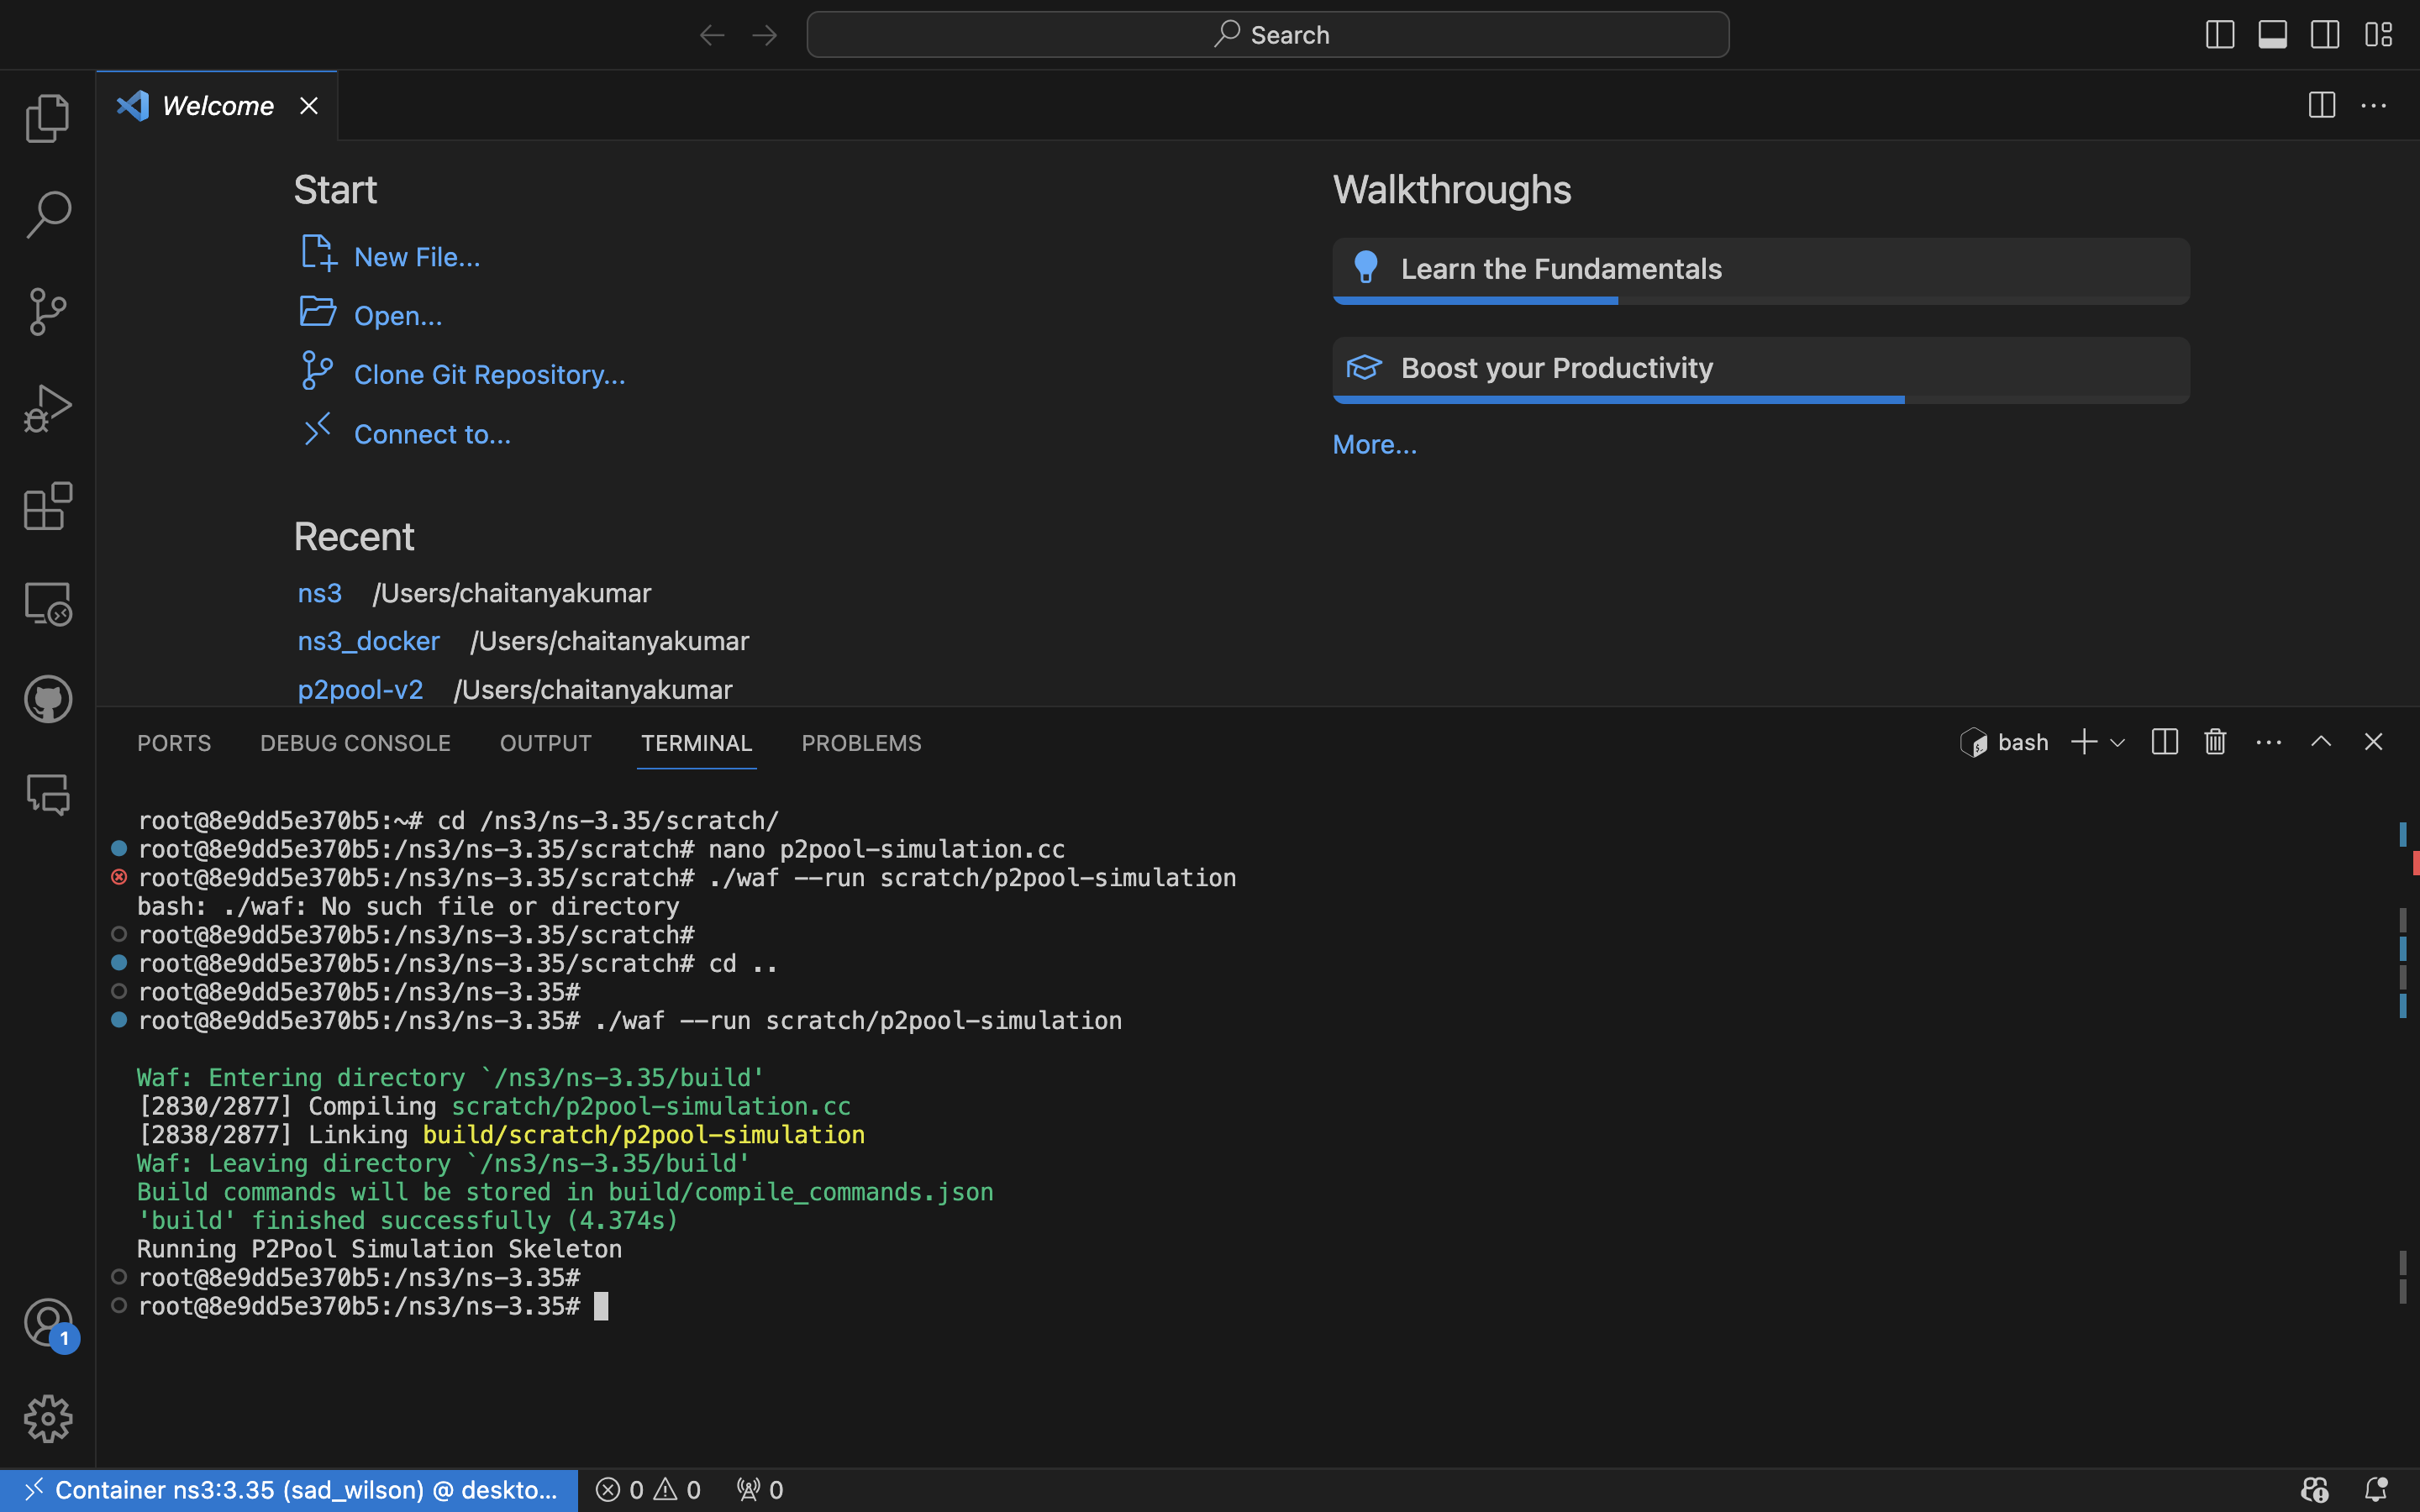 Search
Welcome
Start
New File...
Open...
Clone Git Repository...
Connect to...
Recent
ns3 /Users/chaitanyakumar
ns3_docker /Users/chaitanyakumar
p2pool-v2 /Users/chaitanyakumar
Walkthroughs
Learn the Fundamentals
Boost your Productivity
More...
PORTS DEBUG CONSOLE OUTPUT TERMINAL PROBLEMS bash
root@8e9dd5e370b5:~# cd /ns3/ns-3.35/scratch/
root@8e9dd5e370b5:/ns3/ns-3.35/scratch# nano p2pool-simulation.cc
root@8e9dd5e370b5:/ns3/ns-3.35/scratch# ./waf --run scratch/p2pool-simulation
bash: ./waf: No such file or directory
root@8e9dd5e370b5:/ns3/ns-3.35/scratch#
root@8e9dd5e370b5:/ns3/ns-3.35/scratch# cd ..
root@8e9dd5e370b5:/ns3/ns-3.35#
root@8e9dd5e370b5:/ns3/ns-3.35# ./waf --run scratch/p2pool-simulation
Waf: Entering directory `/ns3/ns-3.35/build'
[2830/2877] Compiling scratch/p2pool-simulation.cc
[2838/2877] Linking build/scratch/p2pool-simulation
Waf: Leaving directory `/ns3/ns-3.35/build'
Build commands will be stored in build/compile_commands.json
'build' finished successfully (4.374s)
Running P2Pool Simulation Skeleton
root@8e9dd5e370b5:/ns3/ns-3.35#
root@8e9dd5e370b5:/ns3/ns-3.35#
1
Container ns3:3.35 (sad_wilson) @ deskto... 0 0 0